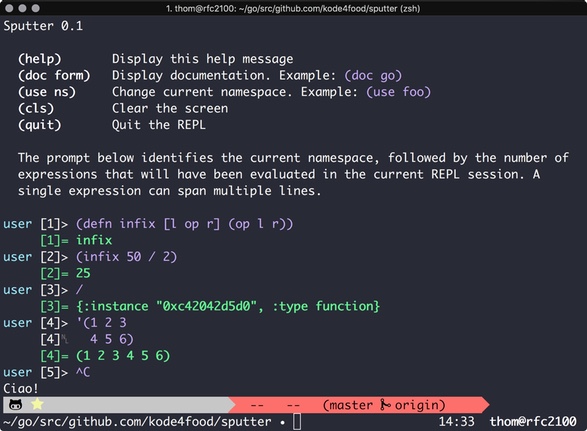 1. thom@rfc2100: ~/go/src/github.com/kode4food/sputter (zsh)
Sputter 0.1
(help) Display this help message
(doc form) Display documentation. Example: (doc go)
(use ns) Change current namespace. Example: (use foo)
(cls) Clear the screen
(quit) Quit the REPL
The prompt below identifies the current namespace, followed by the number of
expressions that will have been evaluated in the current REPL session. A
single expression can span multiple lines.
user [1]> (defn infix [l op r] (op l r))
[1]= infix
user [2]> (infix 50 / 2)
[2]= 25
user [3]> /
[3]= {:instance "0xc42042d5d0", :type function}
user [4]> '(1 2 3
[4] 4 5 6)
[4]= (1 2 3 4 5 6)
user [5]> ^C
Ciao!
-- -- (master origin)
~/go/src/github.com/kode4food/sputter • 14:33 thom@rfc2100